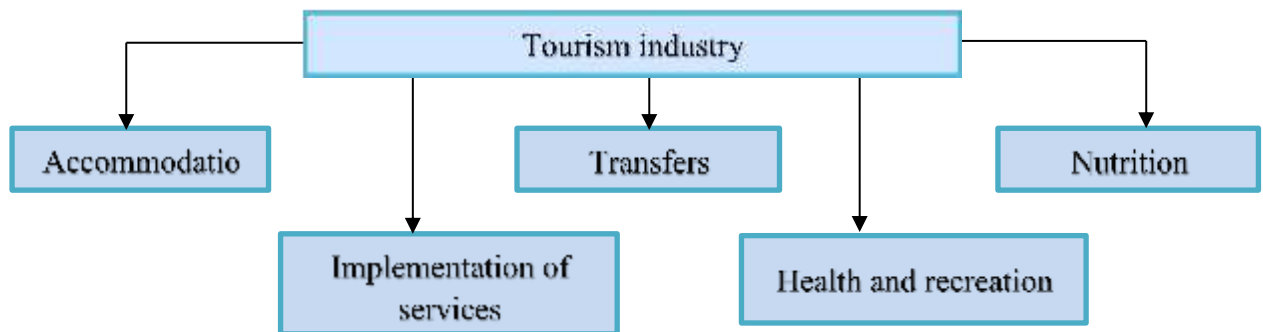 Tourism industry
Accommodatio
Transfers
Nutrition
Implementation of
services
Health and recreation